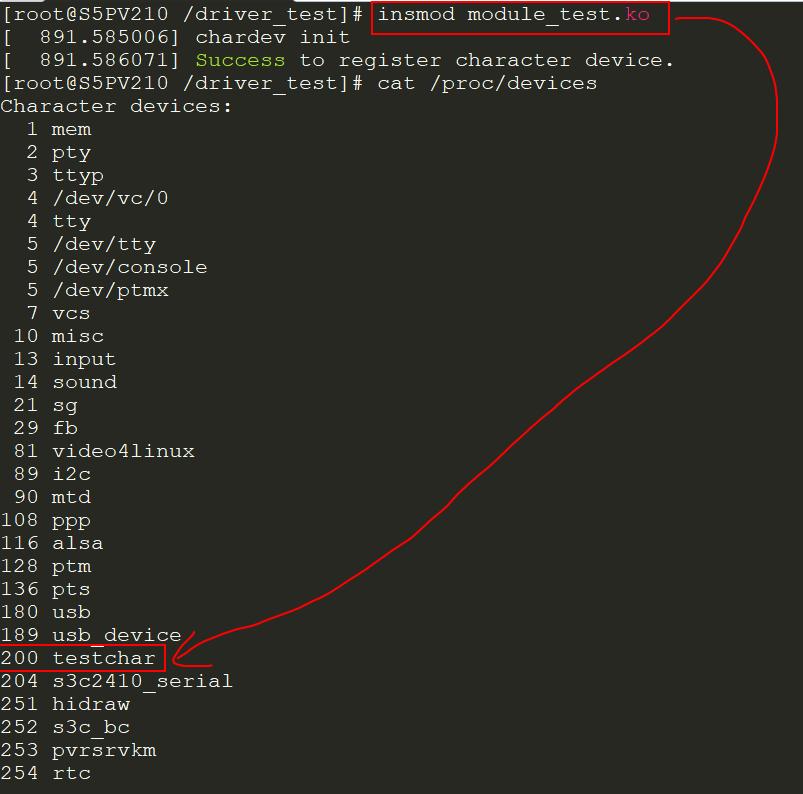 [root@S5PV210 /driver_test]# insmod module_test.ko
[  891.585006] chardev init
[  891.586071] Success to register character device.
[root@S5PV210 /driver_test]# cat /proc/devices
Character devices:
  1 mem
  2 pty
  3 ttyp
  4 /dev/vc/0
  4 tty
  5 /dev/tty
  5 /dev/console
  5 /dev/ptmx
  7 vcs
 10 misc
 13 input
 14 sound
 21 sg
 29 fb
 81 video4linux
 89 i2c
 90 mtd
108 ppp
116 alsa
128 ptm
136 pts
180 usb
189 usb_device
200 testchar
204 s3c2410_serial
251 hidraw
252 s3c_bc
253 pvrsrvkm
254 rtc